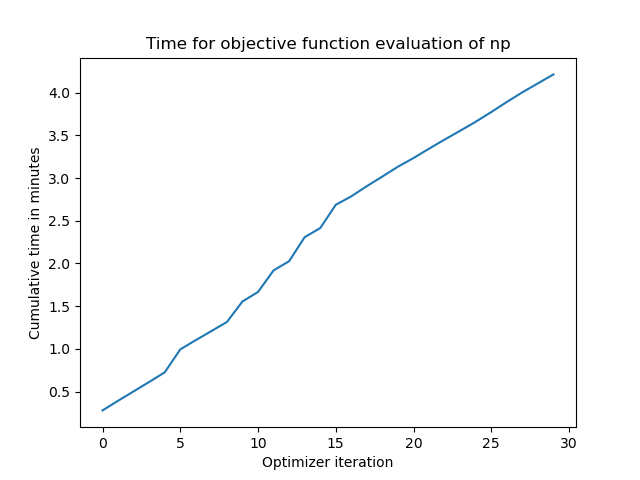 Time for objective function evaluation of np
Cumulative time in minutes
4.0
3.5
3.0
2.5
2.0
1.5
1.0
0.5
0 5 10 15 20 25 30
Optimizer iteration